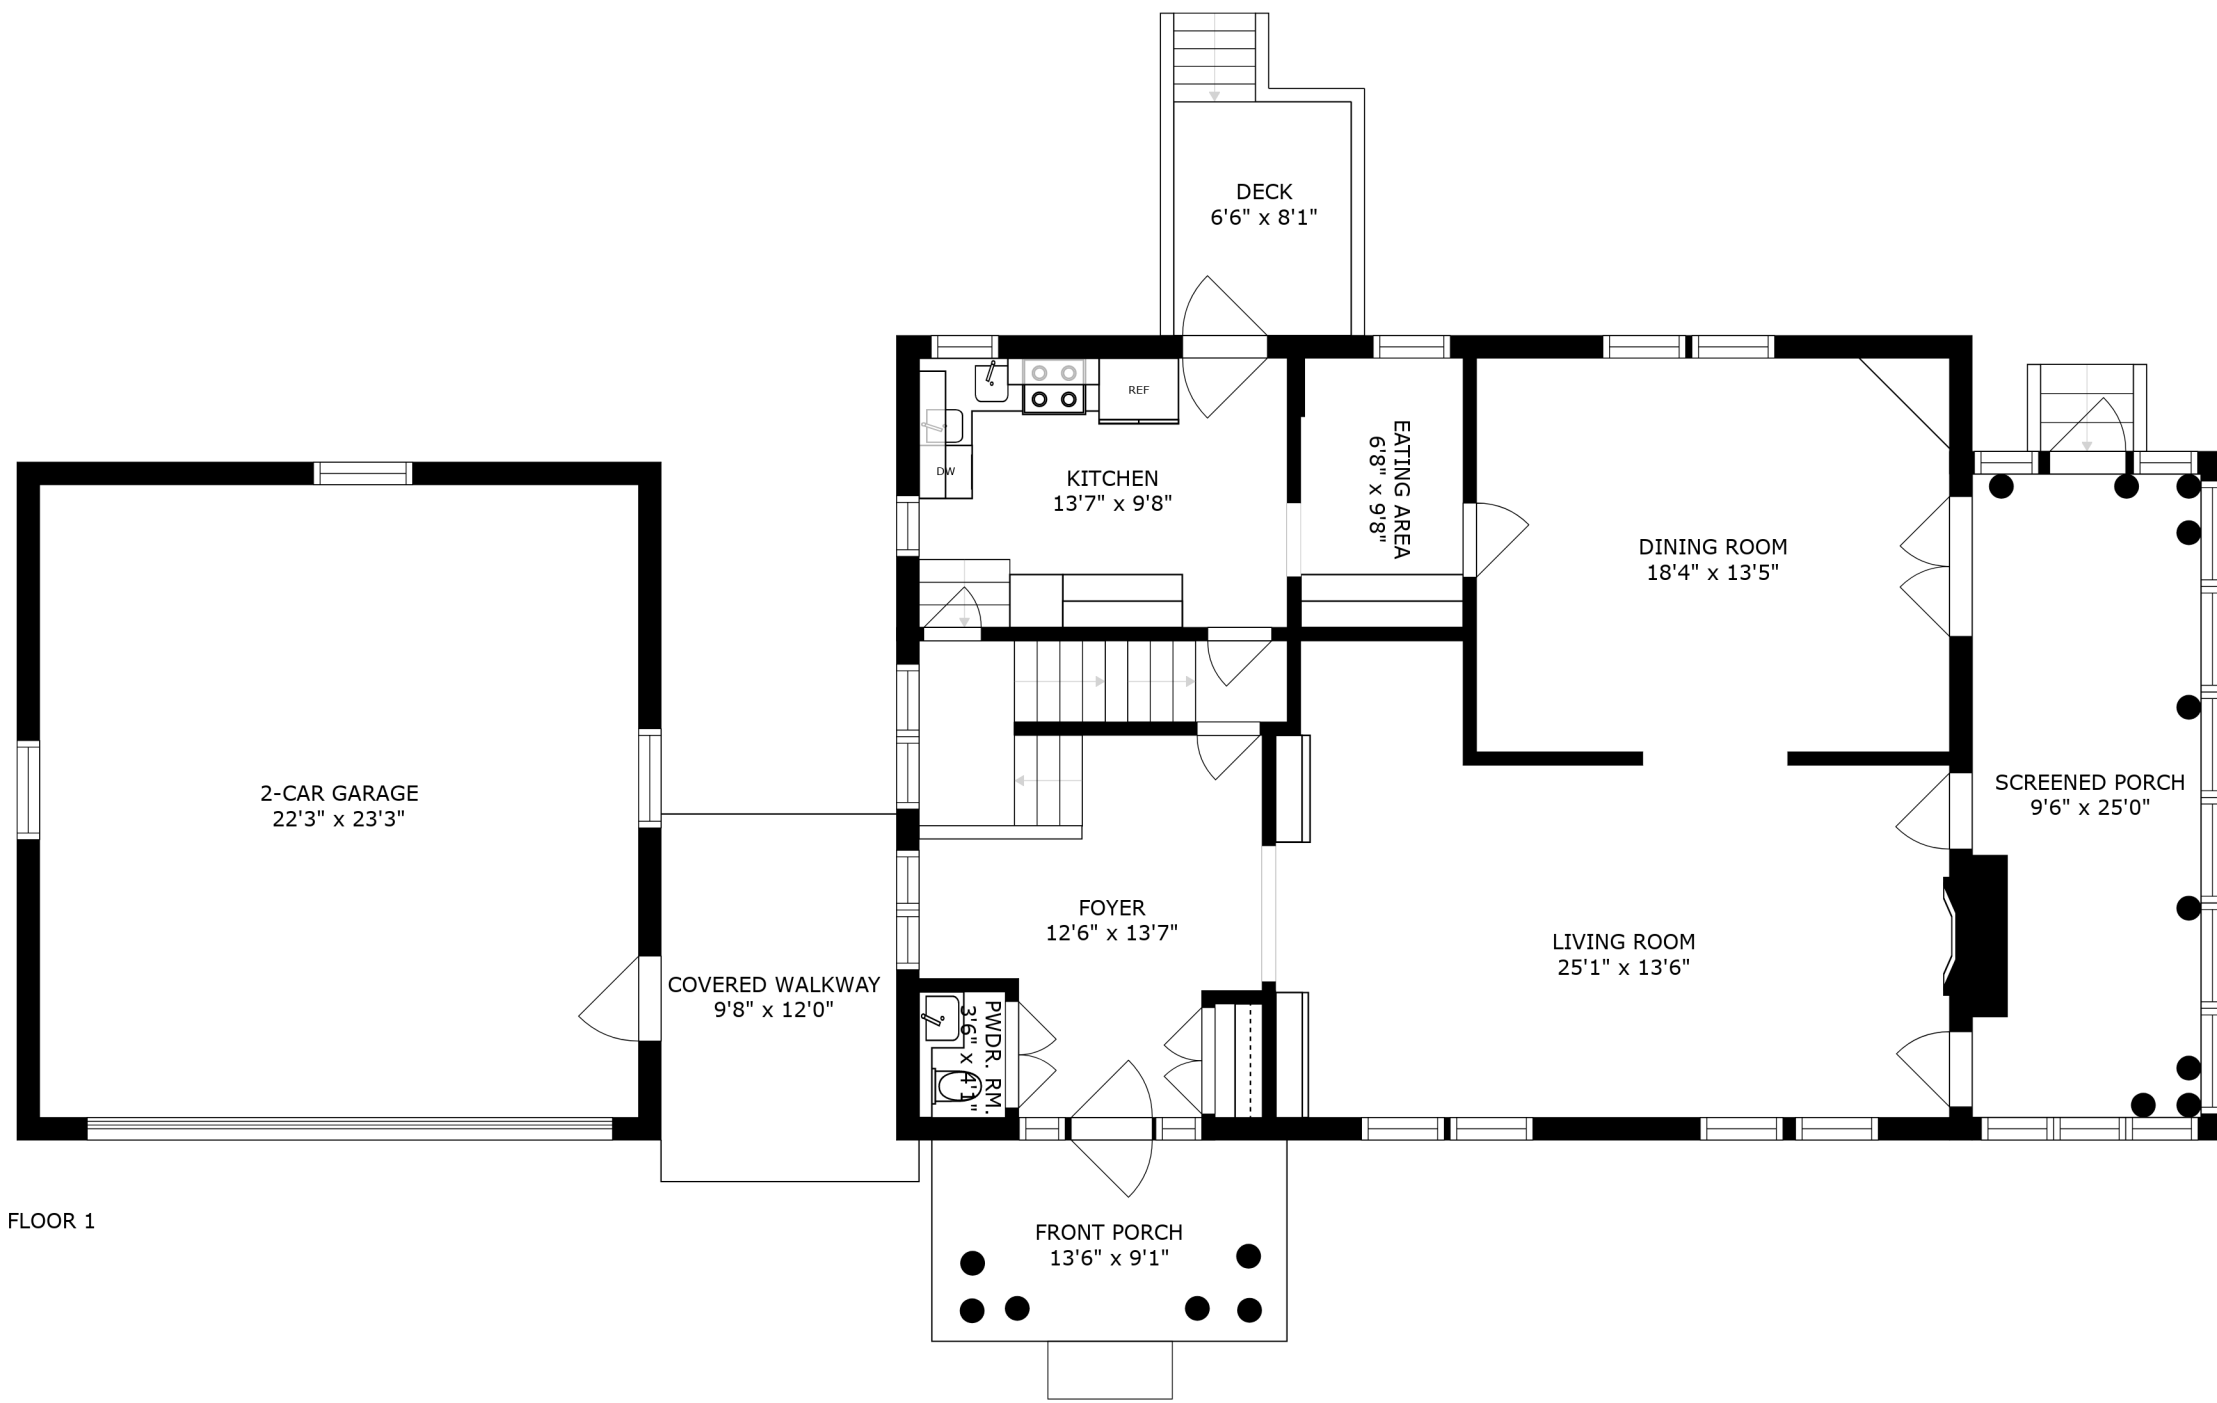 DECK
6'6" x 8'1"
REF
DW
KITCHEN
13'7" x 9'8"
EATING AREA
6'8" x 9'8"
DINING ROOM
18'4" x 13'5"
2-CAR GARAGE
22'3" x 23'3"
SCREENED PORCH
9'6" x 25'0"
FOYER
12'6" x 13'7"
LIVING ROOM
25'1" x 13'6"
COVERED WALKWAY
9'8" x 12'0"
PWDR. RM.
3'6" x 4'1"
FLOOR 1
FRONT PORCH
13'6" x 9'1"